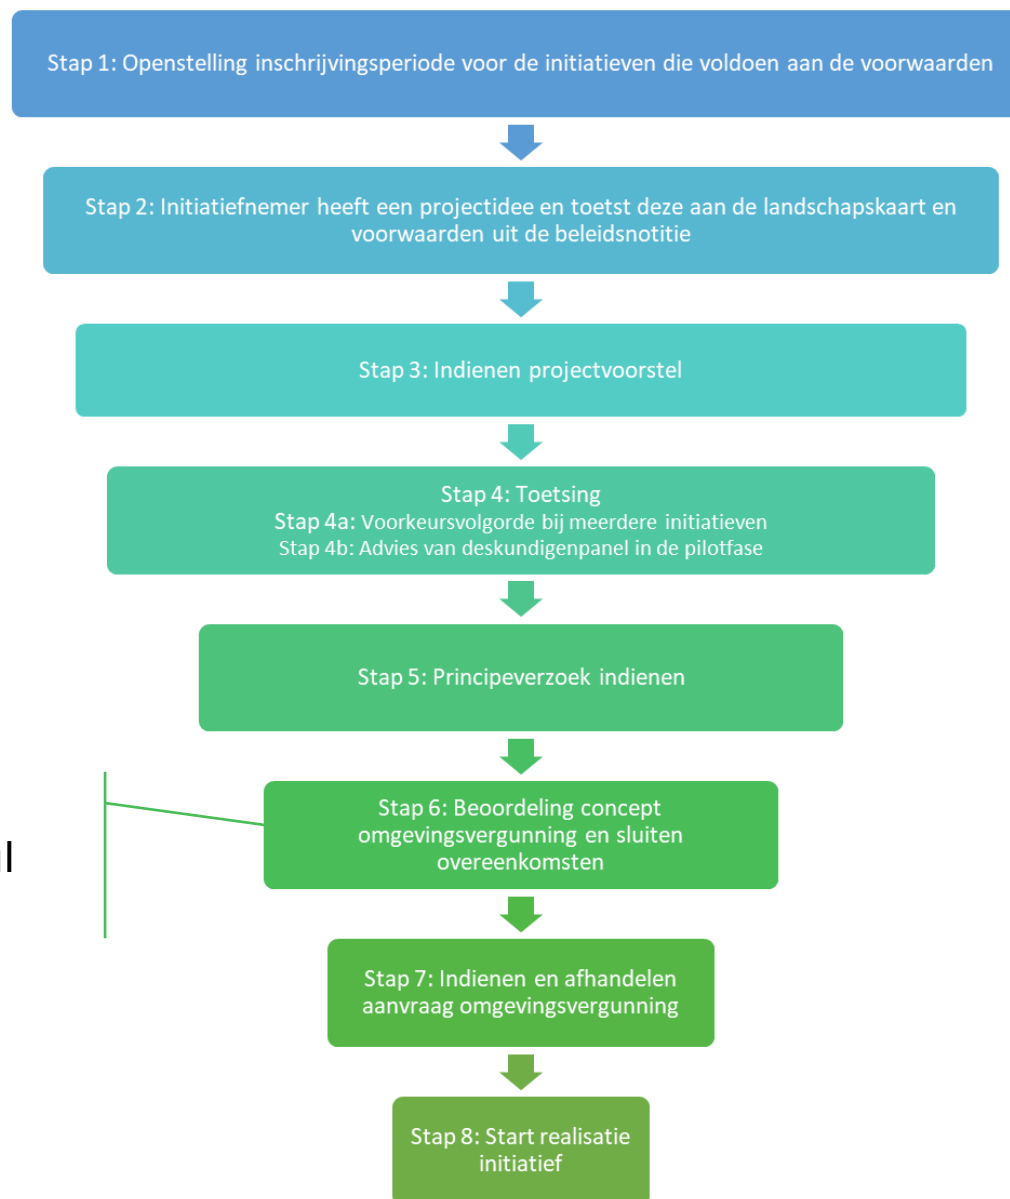 Stap 1: Openstelling inschrijvingsperiode voor de initiatieven die voldoen aan de voorwaarden
Stap 2: Initiatiefnemer heeft een projectidee en toetst deze aan de landschapskaart en
voorwaarden uit de beleidsnotitie
Stap 3: Indienen projectvoorstel
Stap 4: Toetsing
Stap 4a: Voorkeursvolgorde bij meerdere initiatieven
Stap 4b: Advies van deskundigenpanel in de pilotfase
Stap 5: Principeverzoek indienen
Stap 6: Beoordeling concept
omgevingsvergunning en sluiten
overeenkomsten
Stap 7: Indienen en afhandelen
aanvraag omgevingsvergunning
Stap 8: Start realisatie
initiatief